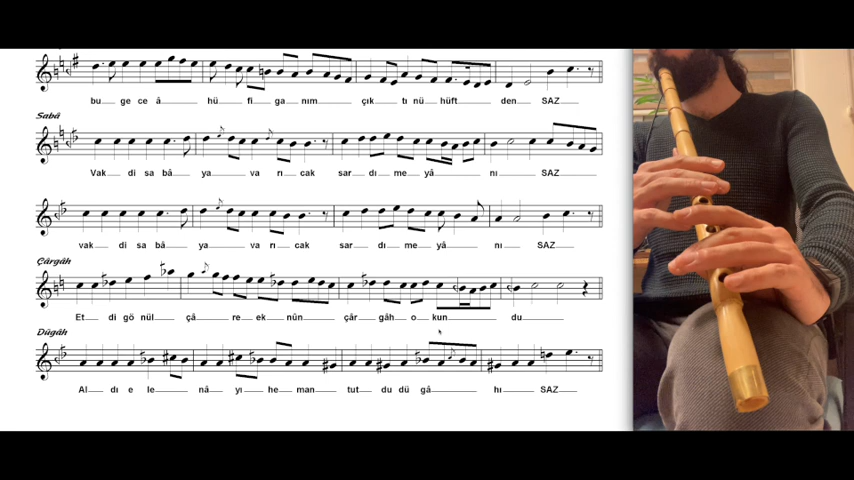 bu ge ce â hü fi ga nım çık tı nü hüft den SAZ
Sabâ
Vak di sa bâ ya va rı cak sar dı me yâ nı SAZ
vak di sa bâ ya va rı cak sar dı me yâ nı SAZ
Çârgâh
Et di gö nül çâ re ek nûn çâr gâh o kun du
Dügâh
Al dı e le nâ yı he man tut du dü gâ hı SAZ